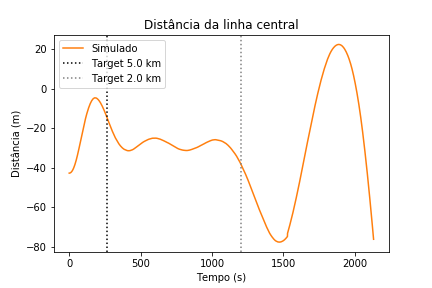 Distância da linha central
Simulado
Target 5.0 km
Target 2.0 km
Distância (m)
20
0
−20
−40
−60
−80
0 500 1000 1500 2000
Tempo (s)